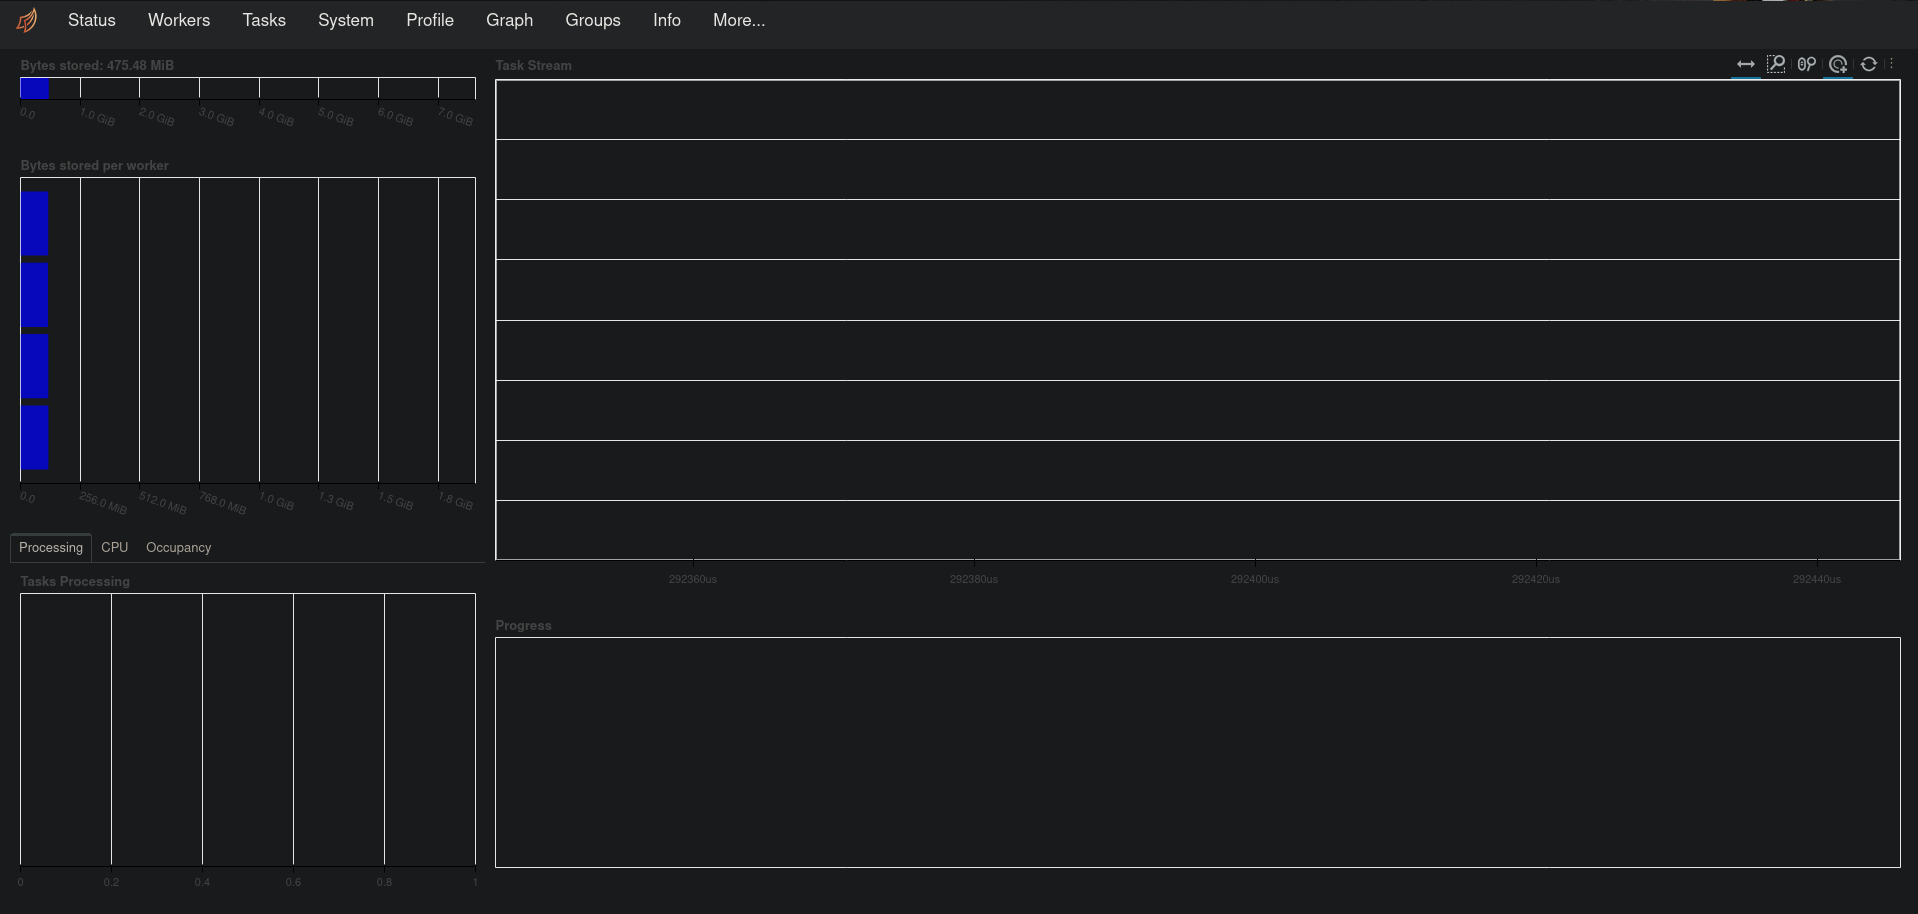 Status Workers Tasks System Profile Graph Groups Info More...
Bytes stored: 475.48 MiB
0.0 1.0 GiB 2.0 GiB 3.0 GiB 4.0 GiB 5.0 GiB 6.0 GiB 7.0 GiB
Bytes stored per worker
0.0 256.0 MiB 512.0 MiB 768.0 MiB 1.0 GiB 1.3 GiB 1.5 GiB 1.8 GiB
Processing CPU Occupancy
Tasks Processing
0 0.2 0.4 0.6 0.8 1
Task Stream
292360us 292380us 292400us 292420us 292440us
Progress